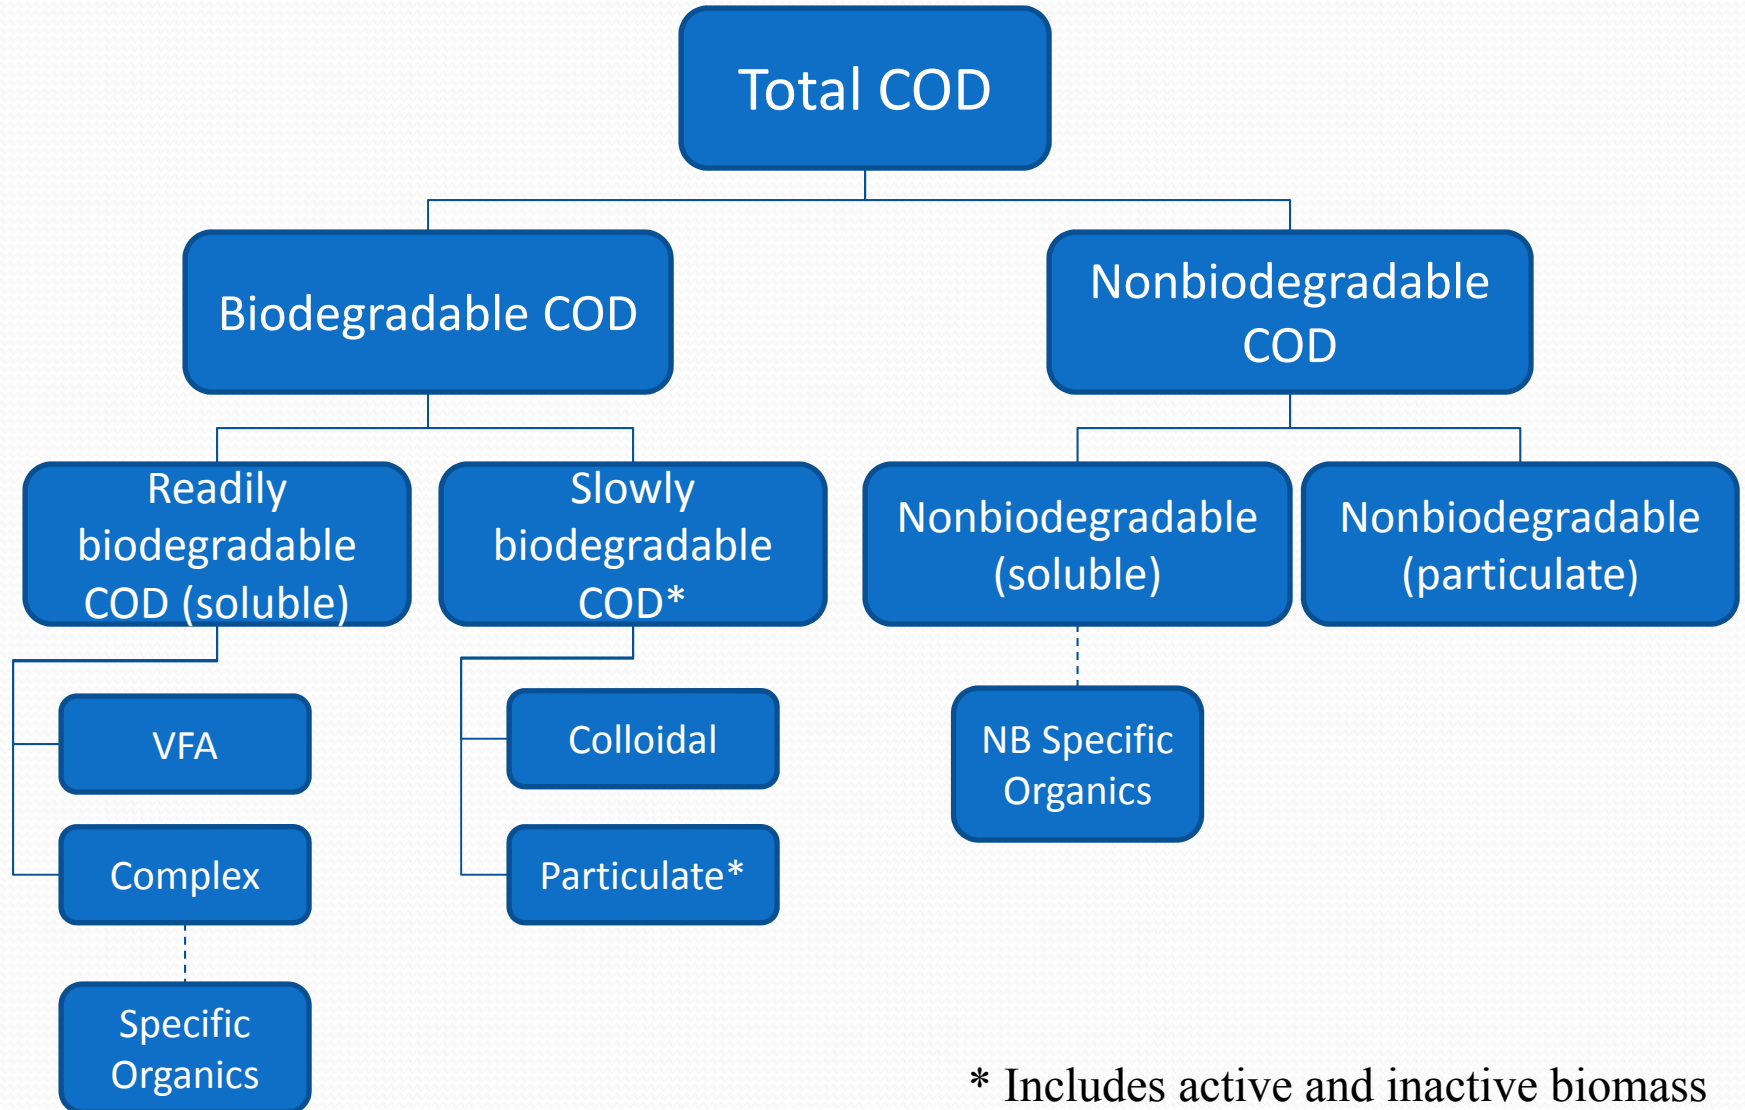 Total COD
Biodegradable COD
Nonbiodegradable
COD
Readily
biodegradable
COD (soluble)
Slowly
biodegradable
COD*
Nonbiodegradable
(soluble)
Nonbiodegradable
(particulate)
VFA
Colloidal
NB Specific
Organics
Complex
Particulate*
Specific
Organics
* Includes active and inactive biomass